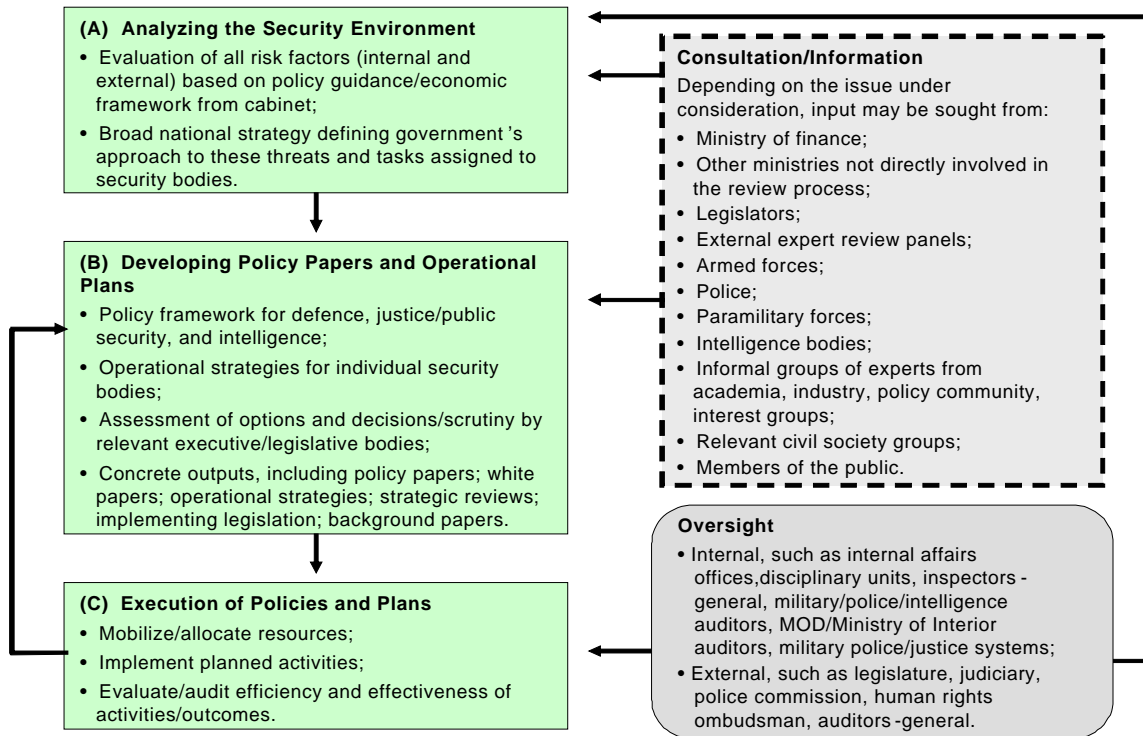 (A) Analyzing the Security Environment
• Evaluation of all risk factors (internal and
external) based on policy guidance/economic
framework from cabinet;
• Broad national strategy defining government 's
approach to these threats and tasks assigned to
security bodies.
(B) Developing Policy Papers and Operational
Plans
• Policy framework for defence, justice/public
security, and intelligence;
• Operational strategies for individual security
bodies;
• Assessment of options and decisions/scrutiny by
relevant executive/legislative bodies;
• Concrete outputs, including policy papers; white
papers; operational strategies; strategic reviews;
implementing legislation; background papers.
(C) Execution of Policies and Plans
• Mobilize/allocate resources;
• Implement planned activities;
• Evaluate/audit efficiency and effectiveness of
activities/outcomes.
Consultation/Information
Depending on the issue under
consideration, input may be sought from:
• Ministry of finance;
• Other ministries not directly involved in
the review process;
• Legislators;
• External expert review panels;
• Armed forces;
• Police;
• Paramilitary forces;
• Intelligence bodies;
• Informal groups of experts from
academia, industry, policy community,
interest groups;
• Relevant civil society groups;
• Members of the public.
Oversight
• Internal, such as internal affairs
offices,disciplinary units, inspectors -
general, military/police/intelligence
auditors, MOD/Ministry of Interior
auditors, military police/justice systems;
• External, such as legislature, judiciary,
police commission, human rights
ombudsman, auditors -general.